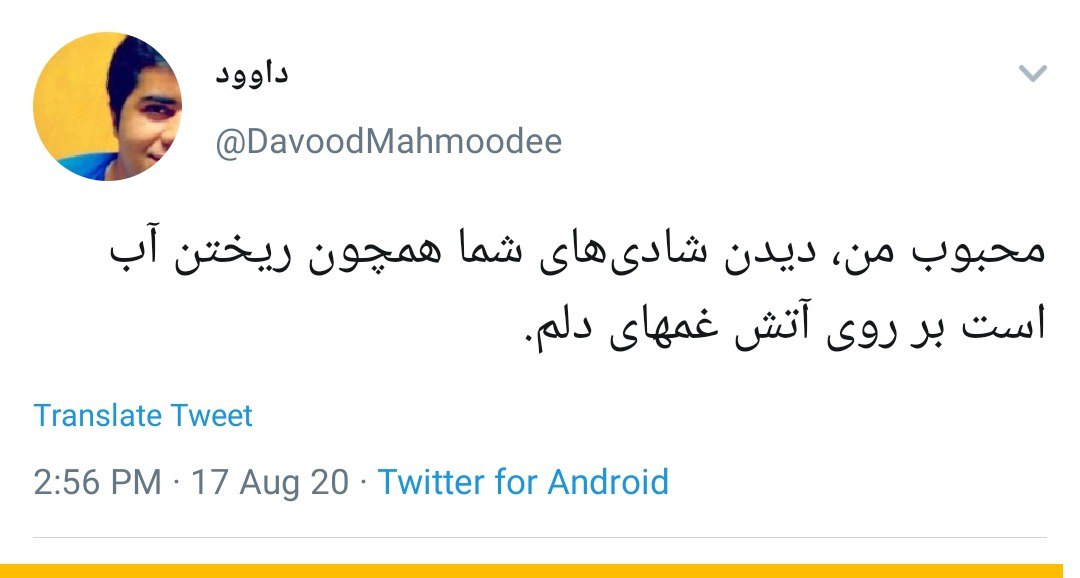 داوود
@DavoodMahmoodee
محبوب من، دیدن شادی‌های شما همچون ریختن آب
است بر روی آتش غمهای دلم.
Translate Tweet
2:56 PM · 17 Aug 20 · Twitter for Android